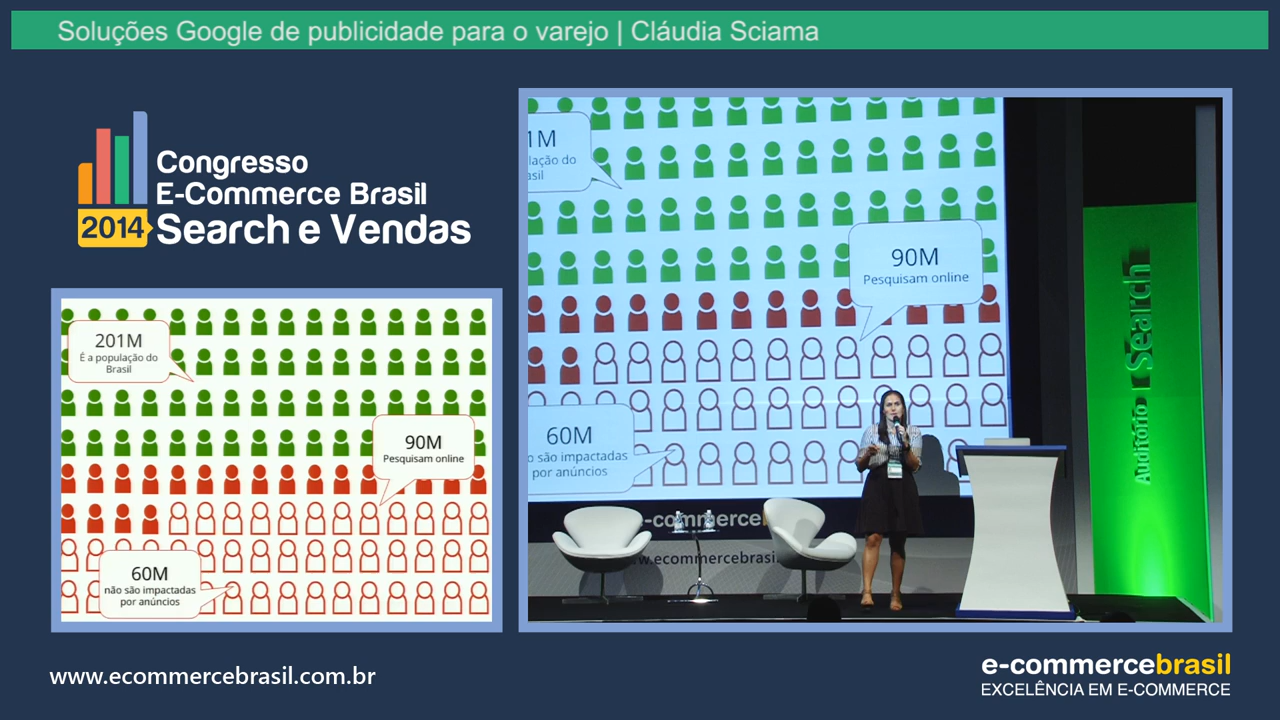 Soluções Google de publicidade para o varejo | Cláudia Sciama
Congresso
E-Commerce Brasil
2014 Search e Vendas
201M
É a população do
Brasil
90M
Pesquisam online
60M
não são impactadas
por anúncios
1M
lação do
asil
90M
Pesquisam online
60M
o são impactadas
por anúncios
e-commerce
w.ecommercebrasil.
Auditório Search
www.ecommercebrasil.com.br
e-commercebrasil
EXCELÊNCIA EM E-COMMERCE